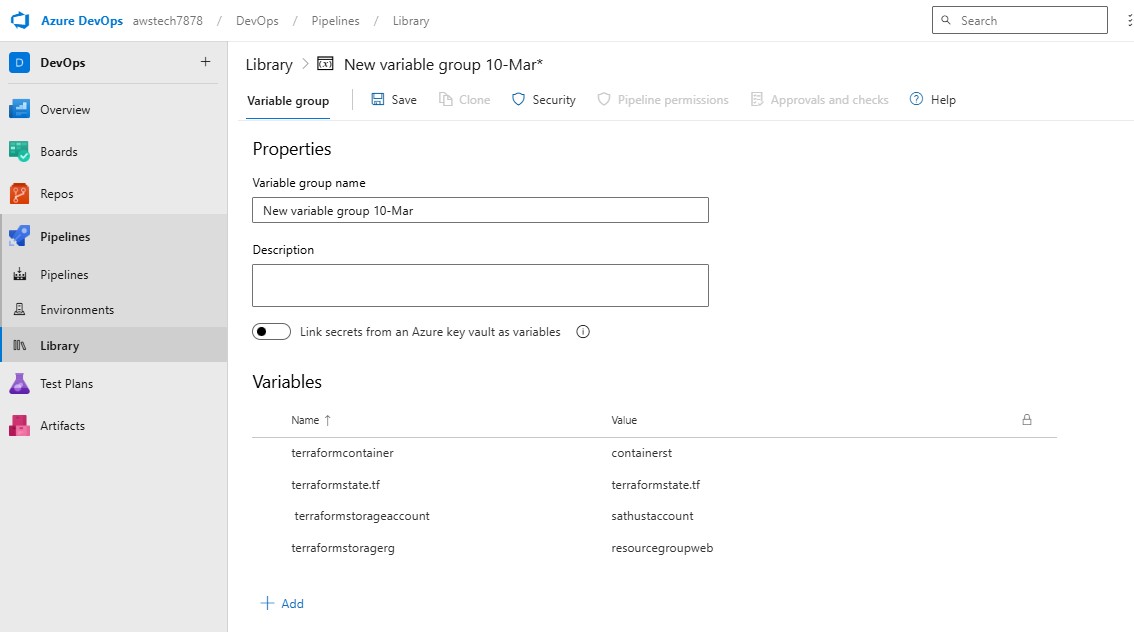 Azure DevOps awstech7878 / DevOps / Pipelines / Library
Search
D DevOps +
Overview
Boards
Repos
Pipelines
Pipelines
Environments
Library
Test Plans
Artifacts
Library > (x) New variable group 10-Mar*
Variable group Save Clone Security Pipeline permissions Approvals and checks ? Help
Properties
Variable group name
New variable group 10-Mar
Description
Link secrets from an Azure key vault as variables
Variables
Name ↑ Value
terraformcontainer containerst
terraformstate.tf terraformstate.tf
terraformstorageaccount sathustaccount
terraformstoragerg resourcegroupweb
+ Add